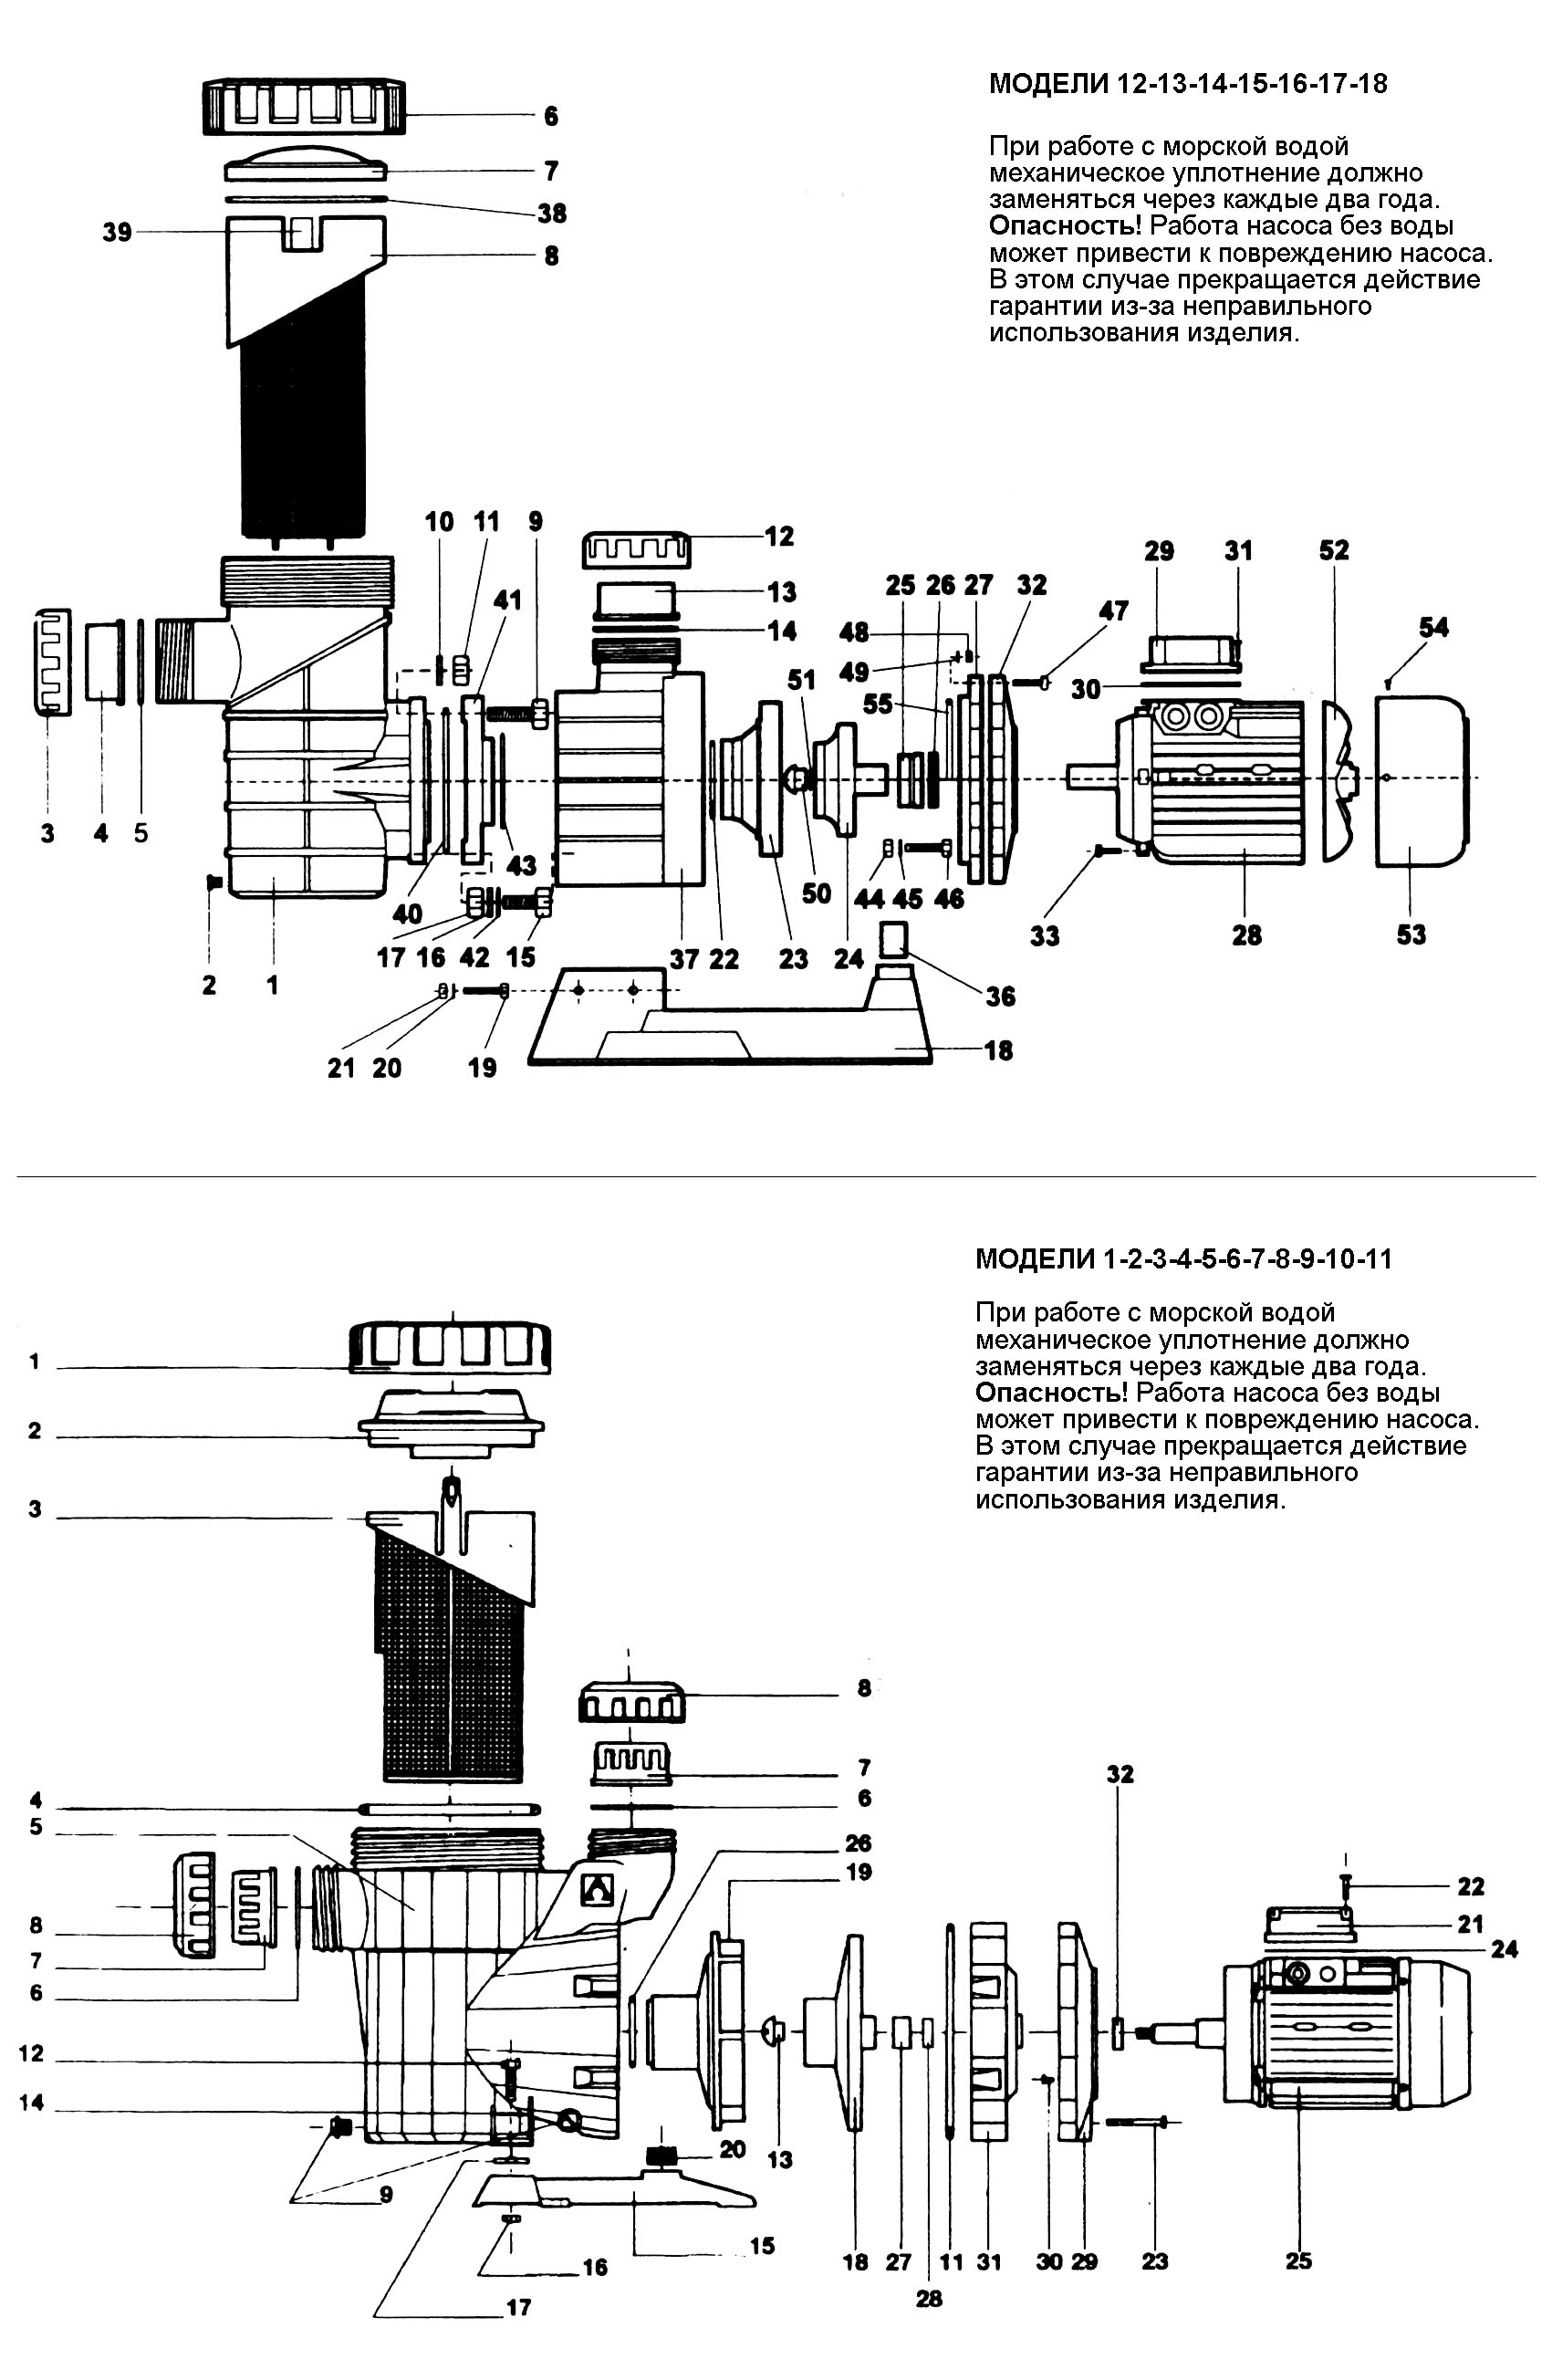 МОДЕЛИ 12-13-14-15-16-17-18
При работе с морской водой
механическое уплотнение должно
заменяться через каждые два года.
Опасность! Работа насоса без воды
может привести к повреждению насоса.
В этом случае прекращается действие
гарантии из-за неправильного
использования изделия.
6
7
38
39
8
10 11 9
12
29 31 52
41
13
25 26 27 32
47
54
14
48
49
51
30
55
3 4 5
43
50
44 45 46
40
33
28
53
17 16 42 15
37 22 23 24
2 1
36
21 20 19
18
МОДЕЛИ 1-2-3-4-5-6-7-8-9-10-11
При работе с морской водой
механическое уплотнение должно
заменяться через каждые два года.
Опасность! Работа насоса без воды
может привести к повреждению насоса.
В этом случае прекращается действие
гарантии из-за неправильного
использования изделия.
1
2
3
8
7
32
4
6
5
26
19
22
8
21
7
24
6
12
14
20
13
9
15
18 27 11 31 30 29 23 25
16
28
17